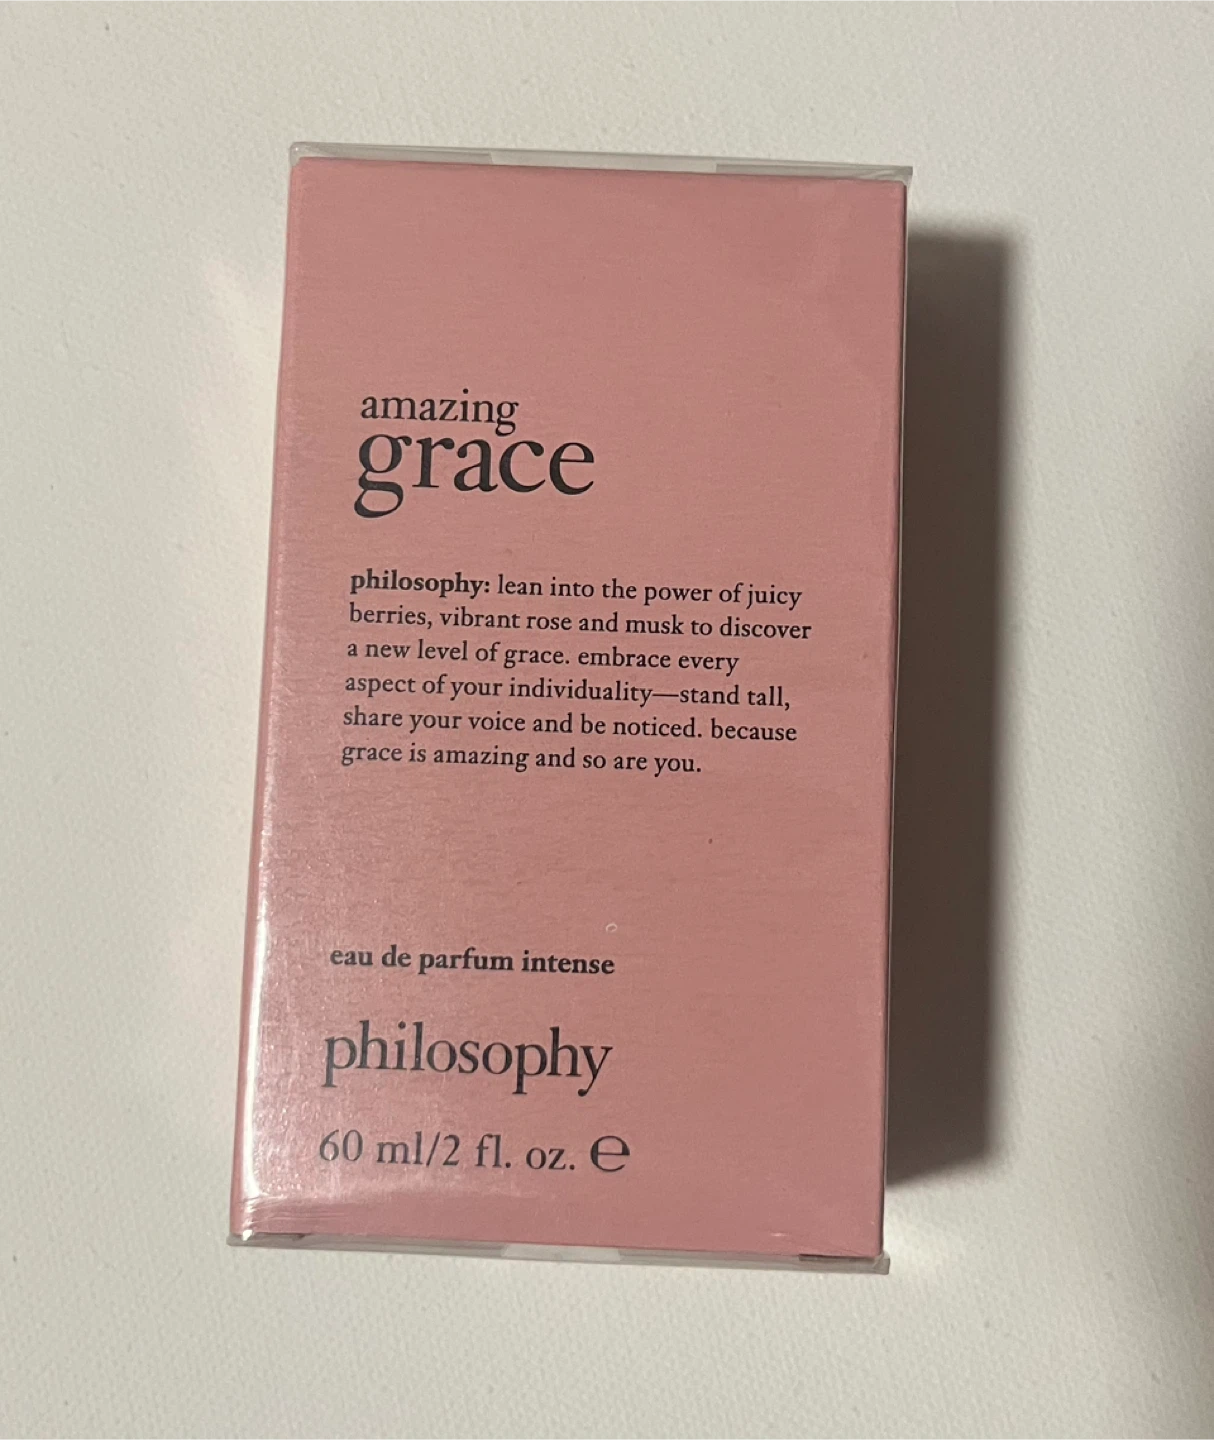 amazing
grace
philosophy: lean into the power of juicy
berries, vibrant rose and musk to discover
a new level of grace. embrace every
aspect of your individuality—stand tall,
share your voice and be noticed. because
grace is amazing and so are you.
eau de parfum intense
philosophy
60 ml/2 fl. oz. ℮